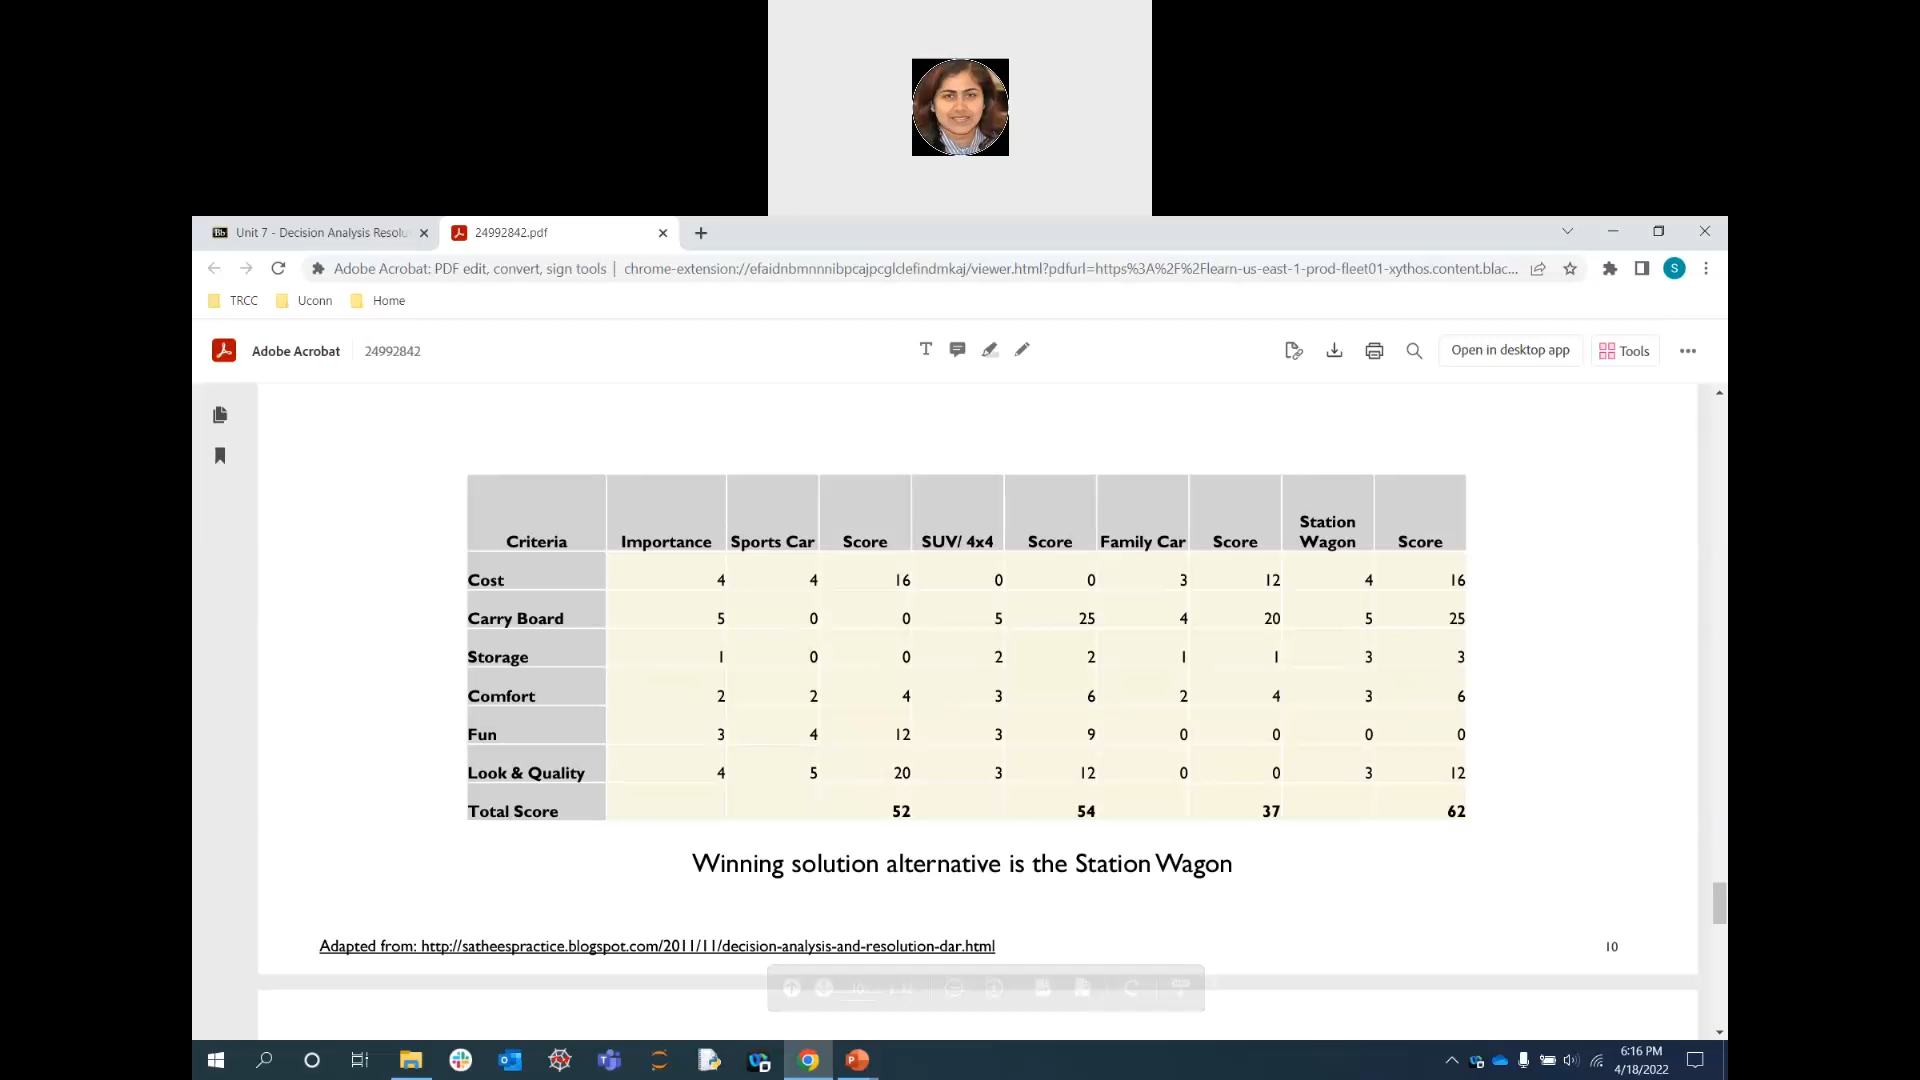 Unit 7 - Decision Analysis Resolu
24992842.pdf
Adobe Acrobat: PDF edit, convert, sign tools | chrome-extension://efaidnbmnnnibpcajpcglclefindmkaj/viewer.html?pdfurl=https%3A%2F%2Flearn-us-east-1-prod-fleet01-xythos.content.blac...
S
TRCC Uconn Home
Adobe Acrobat 24992842 Open in desktop app Tools
Criteria Importance Sports Car Score SUV/ 4x4 Score Family Car Score Station Wagon Score
Cost 4 4 16 0 0 3 12 4 16
Carry Board 5 0 0 5 25 4 20 5 25
Storage 1 0 0 2 2 1 1 3 3
Comfort 2 2 4 3 6 2 4 3 6
Fun 3 4 12 3 9 0 0 0 0
Look & Quality 4 5 20 3 12 0 0 3 12
Total Score 52 54 37 62
Winning solution alternative is the Station Wagon
Adapted from: http://satheespractice.blogspot.com/2011/11/decision-analysis-and-resolution-dar.html
10
6:16 PM
4/18/2022